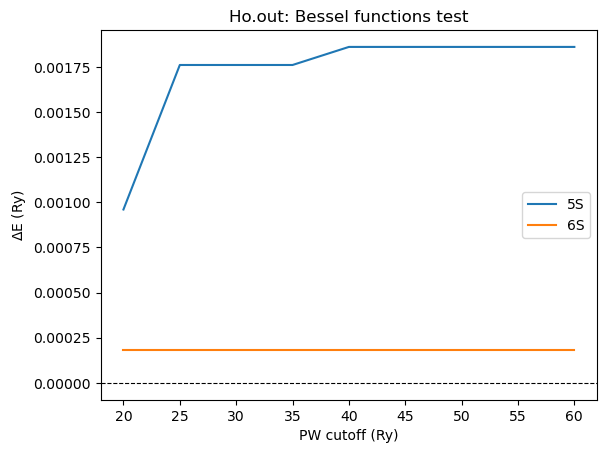 Ho.out: Bessel functions test
ΔE (Ry)
0.00175
0.00150
0.00125
0.00100
0.00075
0.00050
0.00025
0.00000
5S
6S
20 25 30 35 40 45 50 55 60
PW cutoff (Ry)